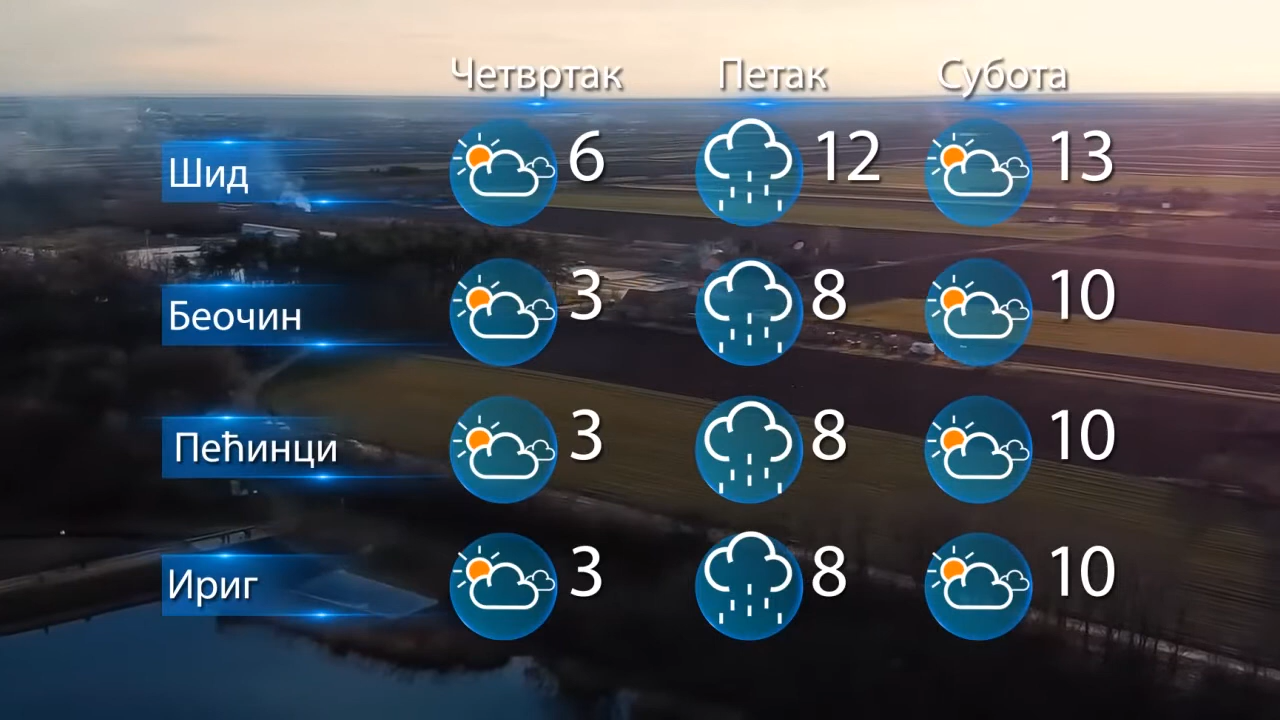 Четвртак Петак Субота
Шид 6 12 13
Беочин 3 8 10
Пећинци 3 8 10
Ириг 3 8 10